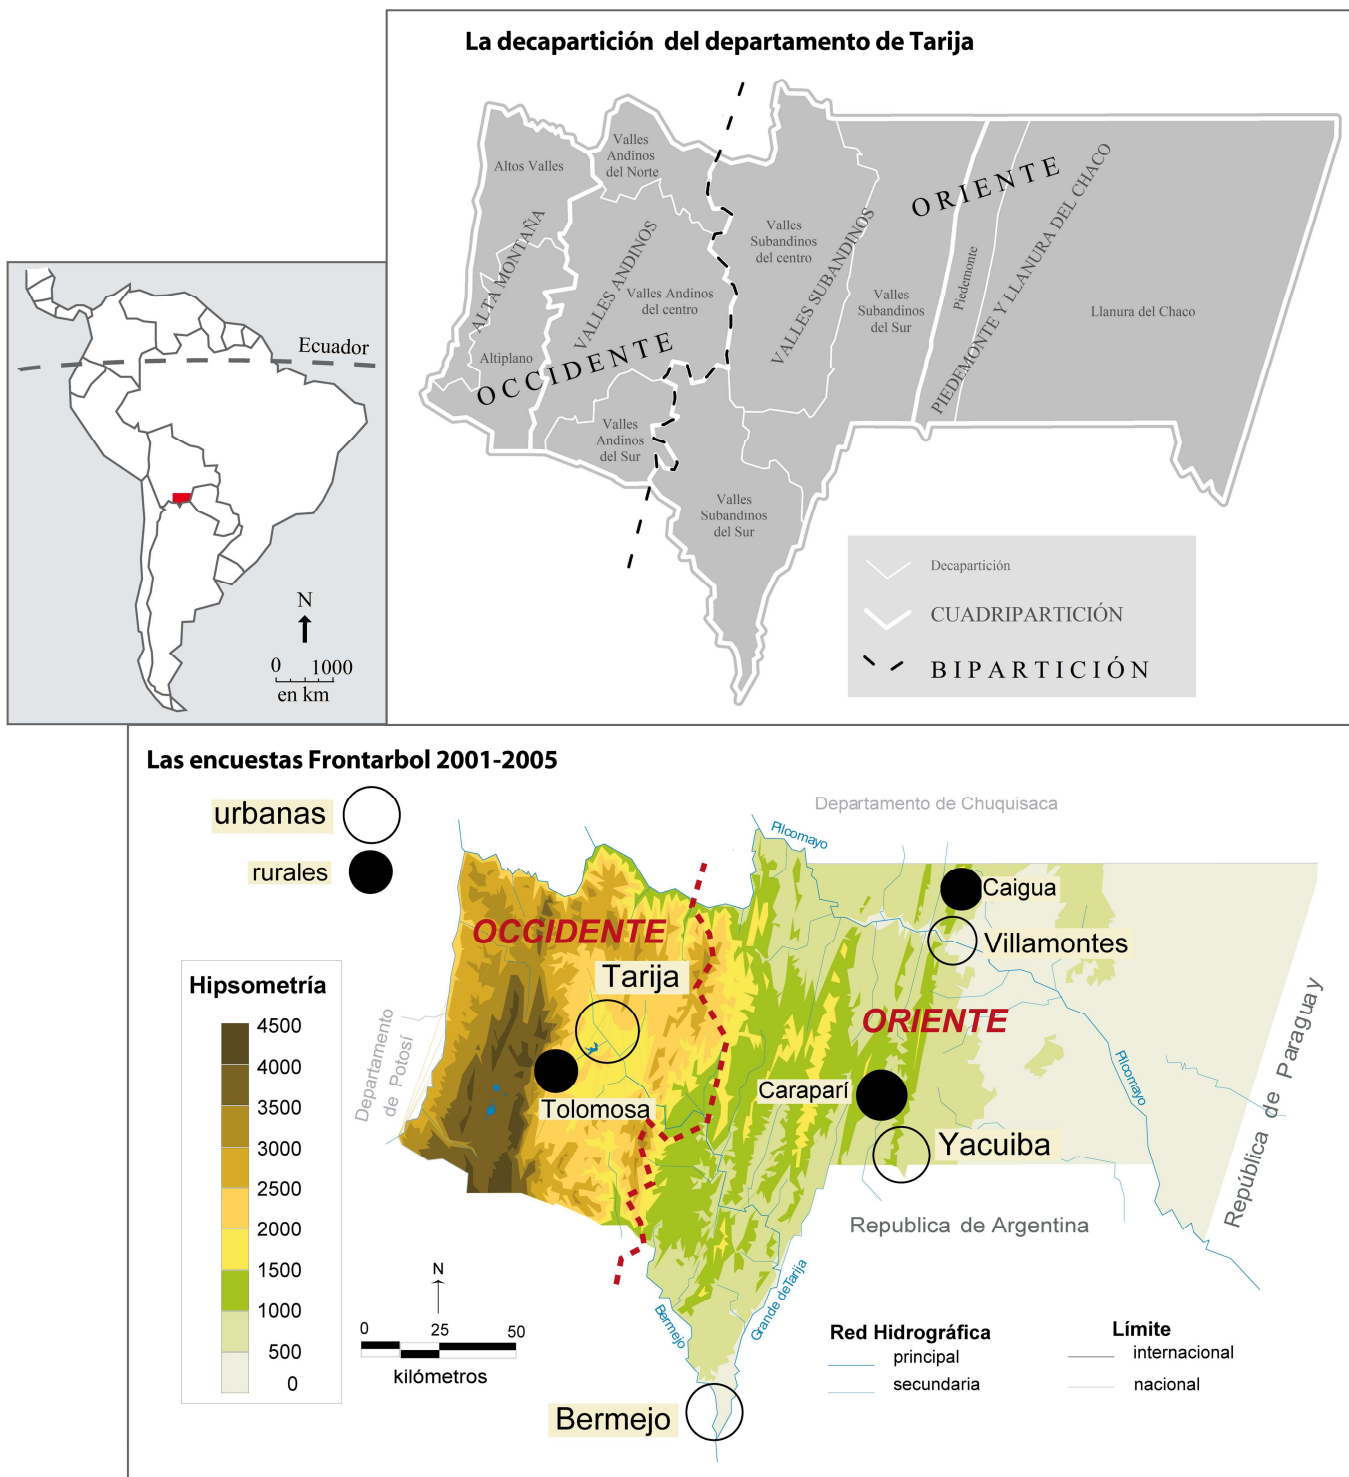 La decapartición del departamento de Tarija
Altos Valles
Valles
Andinos
del Norte
ALTA MONTAÑA
VALLES ANDINOS
Valles Andinos
del centro
Altiplano
OCCIDENTE
Valles
Andinos
del Sur
Valles
Subandinos
del centro
VALLES SUBANDINOS
Valles
Subandinos
del Sur
ORIENTE
Piedemonte
PIEDEMONTE Y LLANURA DEL CHACO
Llanura del Chaco
Valles
Subandinos
del Sur
Decapartición
CUADRIPARTICIÓN
BIPARTICIÓN
Ecuador
N
0 1000
en km
Las encuestas Frontarbol 2001-2005
urbanas
rurales
Departamento de Chuquisaca
Pilcomayo
Caigua
Villamontes
OCCIDENTE
Tarija
ORIENTE
Tolomosa
Caraparí
Yacuiba
Pilcomayo
República de Paraguay
Departamento
de Potosí
Republica de Argentina
Hipsometría
4500
4000
3500
3000
2500
2000
1500
1000
500
0
N
0 25 50
kilómetros
Bermejo
Grande de Tarija
Bermejo
Red Hidrográfica
principal
secundaria
Límite
internacional
nacional